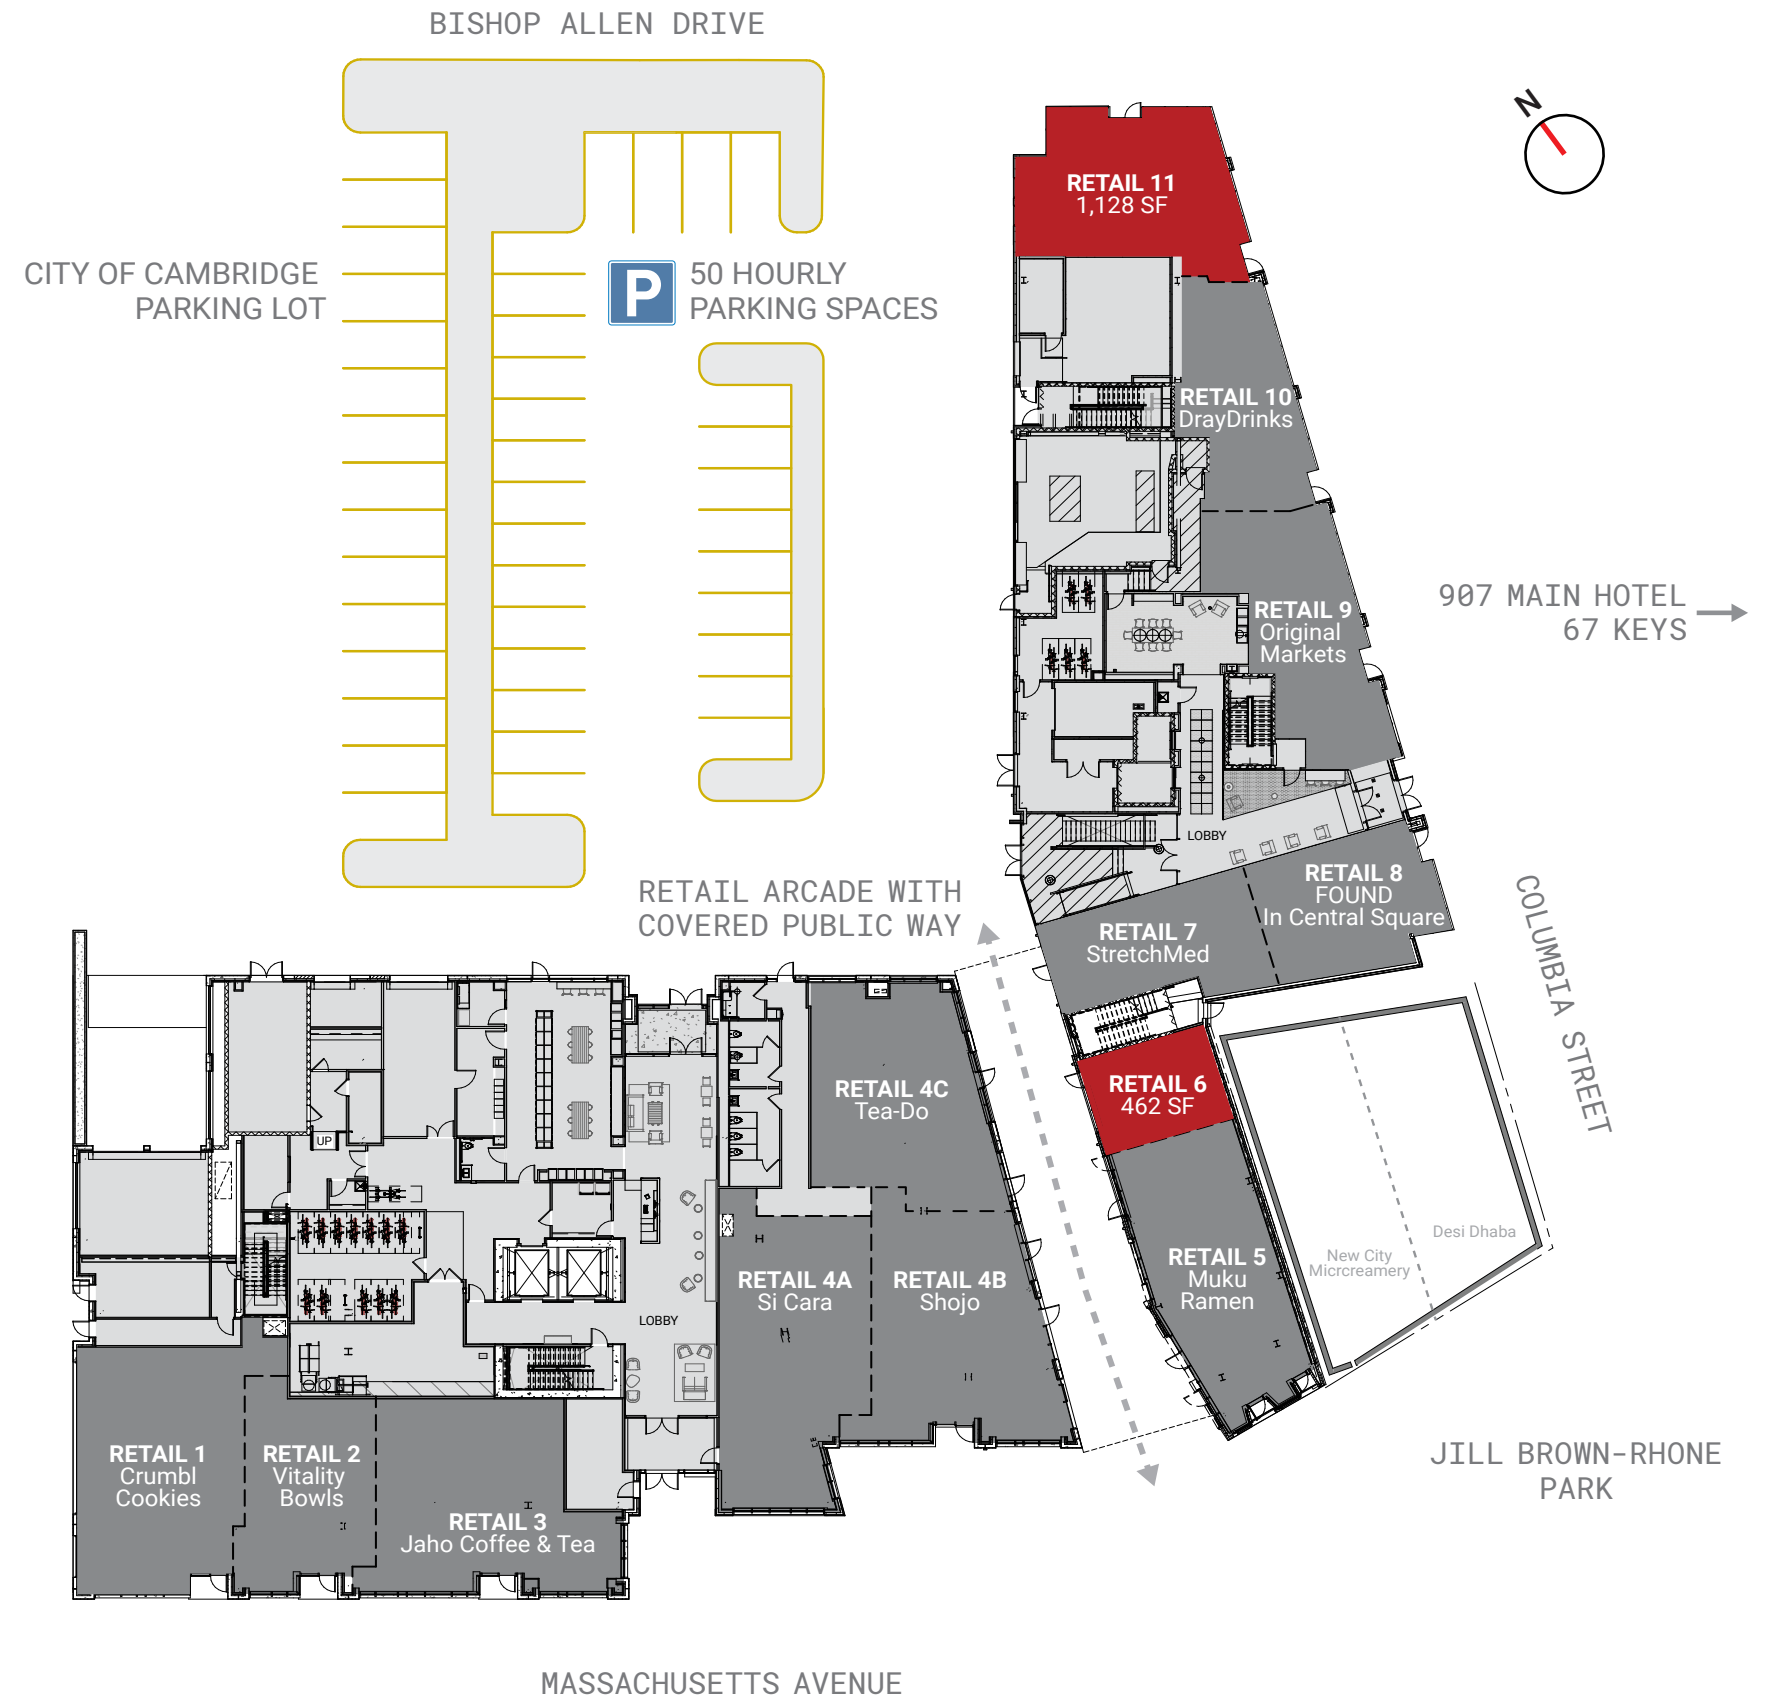 BISHOP ALLEN DRIVE
N
RETAIL 11
1,128 SF
CITY OF CAMBRIDGE
PARKING LOT
P
50 HOURLY
PARKING SPACES
RETAIL 10
DrayDrinks
907 MAIN HOTEL
67 KEYS
RETAIL 9
Original
Markets
LOBBY
RETAIL 8
FOUND
In Central Square
RETAIL ARCADE WITH
COVERED PUBLIC WAY
RETAIL 7
StretchMed
COLUMBIA STREET
RETAIL 6
462 SF
RETAIL 4C
Tea-Do
UP
Desi Dhaba
New City
Micrcreamery
RETAIL 5
Muku
Ramen
RETAIL 4A
Si Cara
RETAIL 4B
Shojo
LOBBY
RETAIL 1
Crumbl
Cookies
RETAIL 2
Vitality
Bowls
RETAIL 3
Jaho Coffee & Tea
JILL BROWN-RHONE
PARK
MASSACHUSETTS AVENUE